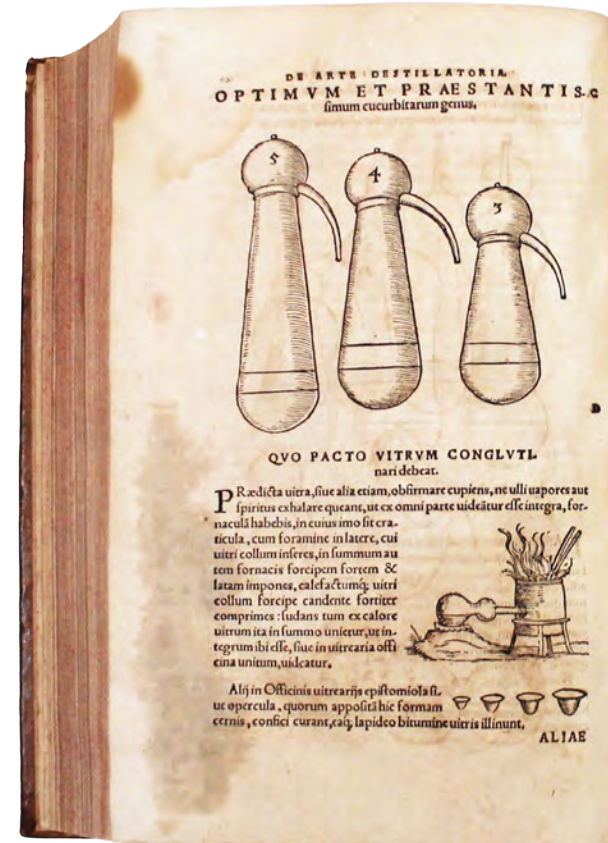 DE ARTE DESTILLATORIA
OPTIMVM ET PRAESTANTIS- C
simum cucurbitarum genus.
5
4
3
D
QVO PACTO VITRVM CONGLVTI-
nari debeat.
PRædicta uitra, siue alia etiam, obfirmare cupiens, ne ulli uapores aut
spiritus exhalare queant, ut ex omni parte uideātur esse integra, for-
naculā habebis, in cuius imo sit cra-
ticula, cum foramine in latere, cui
uitri collum inseres, in summum au
tem fornacis forcipem fortem &
latam impones, calefactumq; uitri
collum forcipe candente fortiter
comprimes: sudans tum ex calore
uitrum ita in summo unietur, ut in-
tegrum ibi esse, siue in uitrearia offi
cina unitum, uideatur.
Alij in Officinis uitrearijs epistomiola si-
ue opercula, quorum appositā hic formam
cernis, confici curant, eaq; lapideo bitumine uitris illinunt.
ALIAE